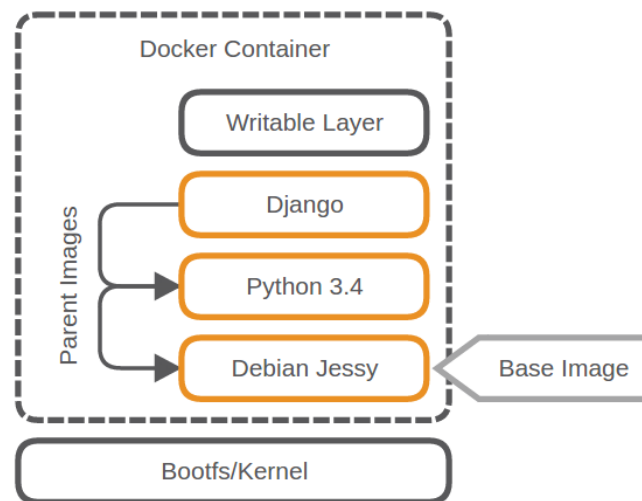 Docker Container
Writable Layer
Django
Parent Images
Python 3.4
Debian Jessy
Base Image
Bootfs/Kernel